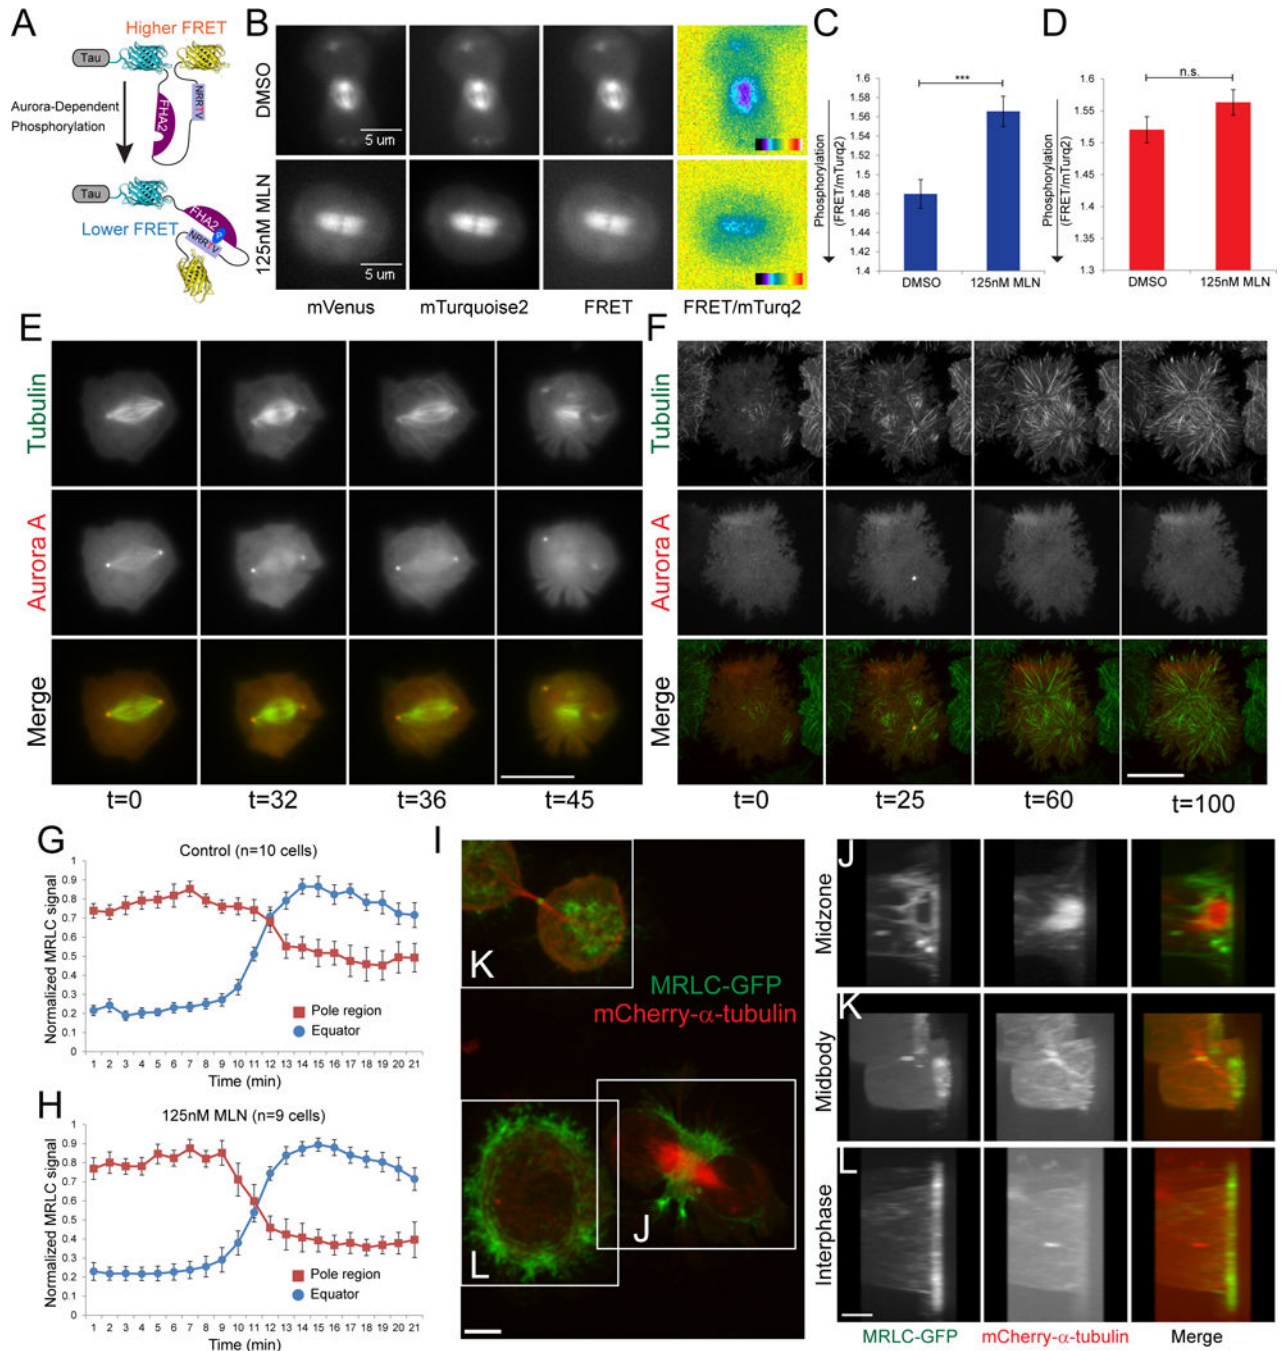 A
Higher FRET
Tau
Aurora-Dependent
Phosphorylation
FHA2
NRRTV
Tau
Lower FRET
FHA2
P
NRRTV
B
DMSO
5 um
125nM MLN
5 um
mVenus
mTurquoise2
FRET
FRET/mTurq2
C
***
1.6
1.58
1.56
1.54
1.52
1.5
1.48
1.46
1.44
1.42
1.4
Phosphorylation
(FRET/mTurq2)
DMSO
125nM MLN
D
n.s.
1.6
1.55
1.5
1.45
1.4
1.35
1.3
Phosphorylation
(FRET/mTurq2)
DMSO
125nM MLN
E
Tubulin
Aurora A
Merge
t=0
t=32
t=36
t=45
F
Tubulin
Aurora A
Merge
t=0
t=25
t=60
t=100
G
Control (n=10 cells)
Normalized MRLC signal
1
0.9
0.8
0.7
0.6
0.5
0.4
0.3
0.2
0.1
0
Pole region
Equator
1 2 3 4 5 6 7 8 9 10 11 12 13 14 15 16 17 18 19 20 21
Time (min)
H
125nM MLN (n=9 cells)
Normalized MRLC signal
1
0.9
0.8
0.7
0.6
0.5
0.4
0.3
0.2
0.1
0
Pole region
Equator
1 2 3 4 5 6 7 8 9 10 11 12 13 14 15 16 17 18 19 20 21
Time (min)
I
K
MRLC-GFP
mCherry-α-tubulin
J
L
J
Midzone
K
Midbody
L
Interphase
MRLC-GFP
mCherry-α-tubulin
Merge